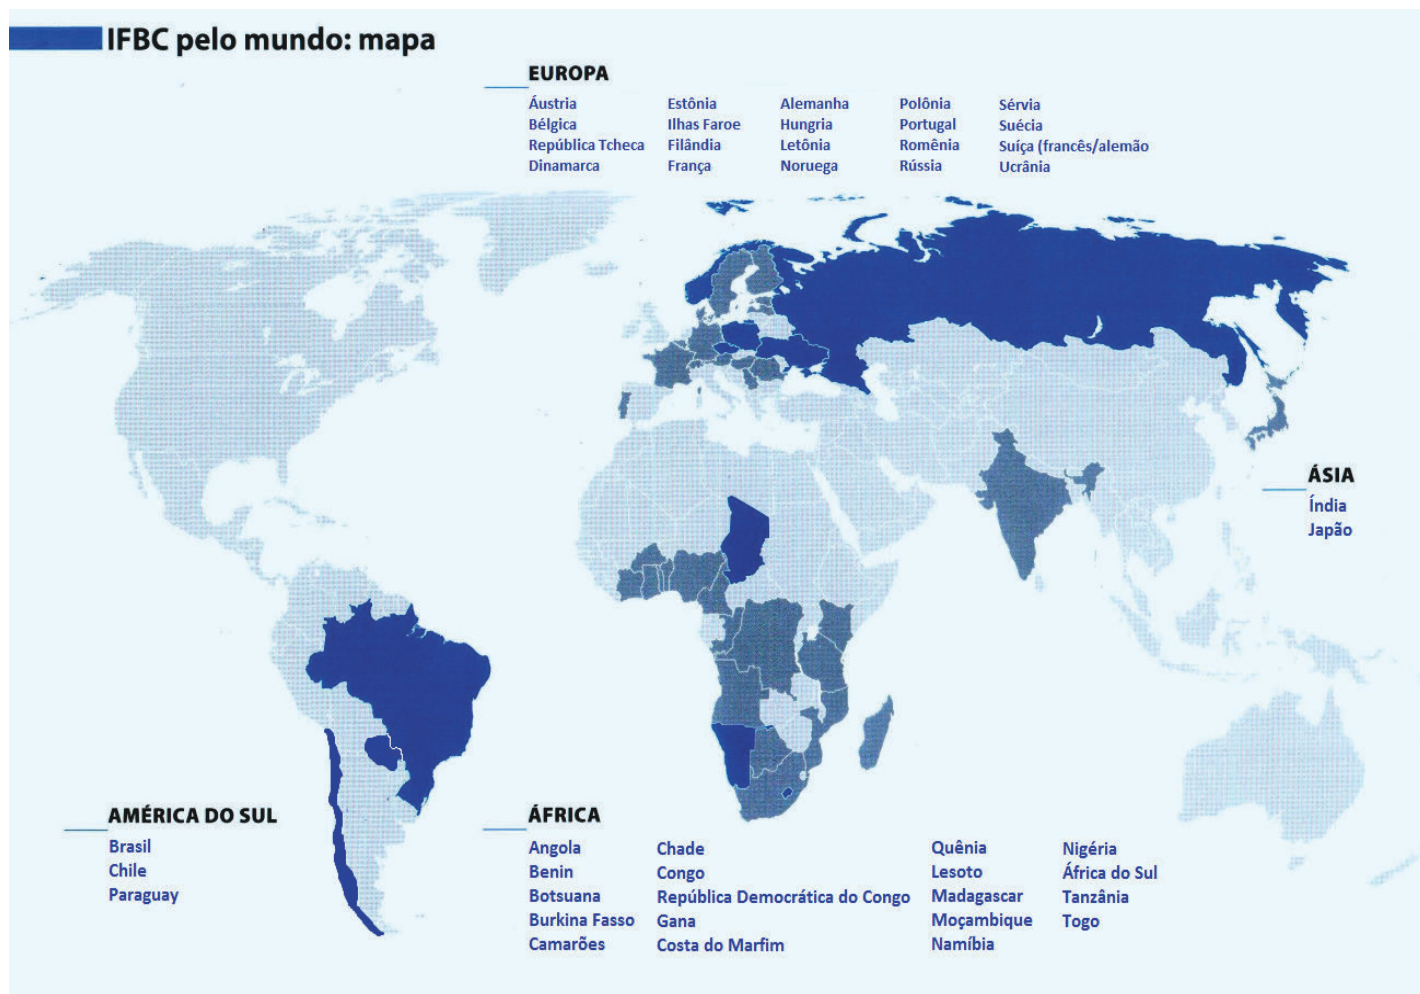 IFBC pelo mundo: mapa
EUROPA
Áustria
Bélgica
República Tcheca
Dinamarca
Estônia
Ilhas Faroe
Filândia
França
Alemanha
Hungria
Letônia
Noruega
Polônia
Portugal
Romênia
Rússia
Sérvia
Suécia
Suíça (francês/alemão
Ucrânia
ÁSIA
Índia
Japão
AMÉRICA DO SUL
Brasil
Chile
Paraguay
ÁFRICA
Angola
Benin
Botsuana
Burkina Fasso
Camarões
Chade
Congo
República Democrática do Congo
Gana
Costa do Marfim
Quênia
Lesoto
Madagascar
Moçambique
Namíbia
Nigéria
África do Sul
Tanzânia
Togo